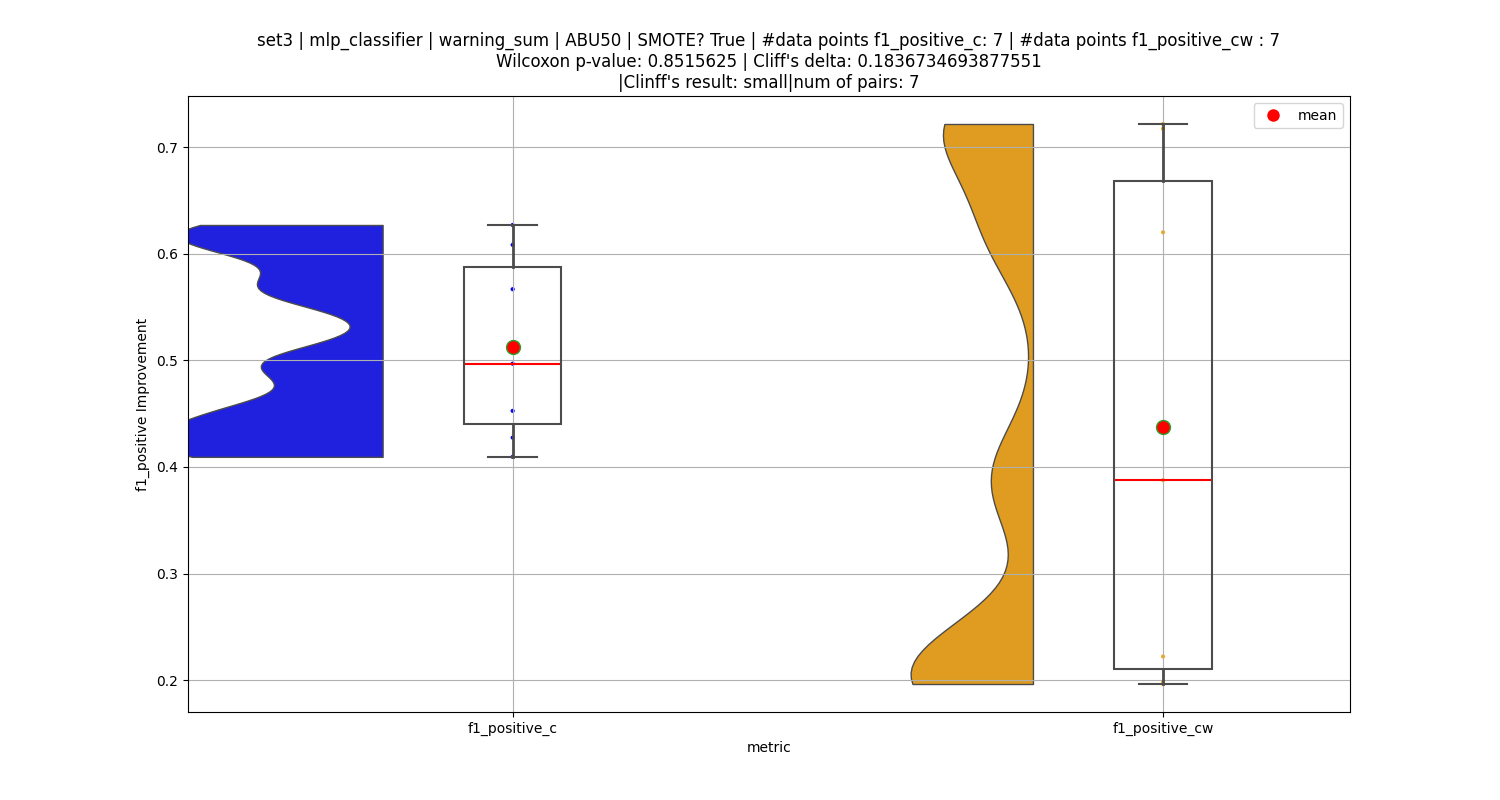 set3 | mlp_classifier | warning_sum | ABU50 | SMOTE? True | #data points f1_positive_c: 7 | #data points f1_positive_cw : 7
Wilcoxon p-value: 0.8515625 | Cliff's delta: 0.1836734693877551
|Clinff's result: small|num of pairs: 7
mean
0.7
0.6
0.5
0.4
0.3
0.2
f1_positive Improvement
f1_positive_c
f1_positive_cw
metric